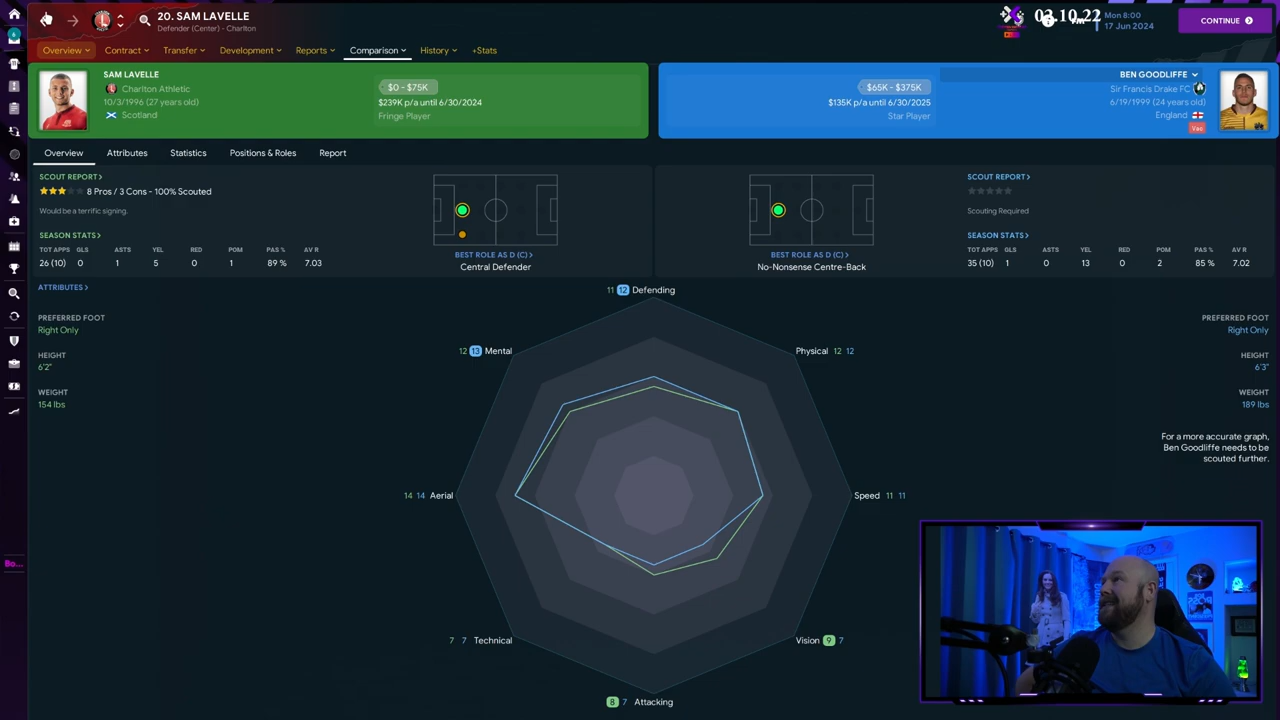 20. SAM LAVELLE
Defender (Center) - Charlton
03.10.22
Mon 8:00
17 Jun 2024
CONTINUE
Overview
Contract
Transfer
Development
Reports
Comparison
History
+Stats
SAM LAVELLE
Charlton Athletic
10/3/1996 (27 years old)
Scotland
$0 - $75K
$239K p/a until 6/30/2024
Fringe Player
$65K - $375K
$135K p/a until 6/30/2025
Star Player
BEN GOODLIFFE
Sir Francis Drake FC
6/19/1999 (24 years old)
England
Vac
Overview
Attributes
Statistics
Positions & Roles
Report
SCOUT REPORT
8 Pros / 3 Cons - 100% Scouted
Would be a terrific signing.
SEASON STATS
TOT APPS GLS ASTS YEL RED POM PAS % AV R
26 (10) 0 1 5 0 1 89 % 7.03
BEST ROLE AS D (C)
Central Defender
BEST ROLE AS D (C)
No-Nonsense Centre-Back
SCOUT REPORT
Scouting Required
SEASON STATS
TOT APPS GLS ASTS YEL RED POM PAS % AV R
35 (10) 1 0 13 0 2 85 % 7.02
ATTRIBUTES
PREFERRED FOOT
Right Only
HEIGHT
6'2"
WEIGHT
154 lbs
11 12 Defending
12 13 Mental
Physical 12 12
14 14 Aerial
Speed 11 11
7 7 Technical
Vision 9 7
8 7 Attacking
PREFERRED FOOT
Right Only
HEIGHT
6'3"
WEIGHT
189 lbs
For a more accurate graph,
Ben Goodliffe needs to be
scouted further.
Bo...